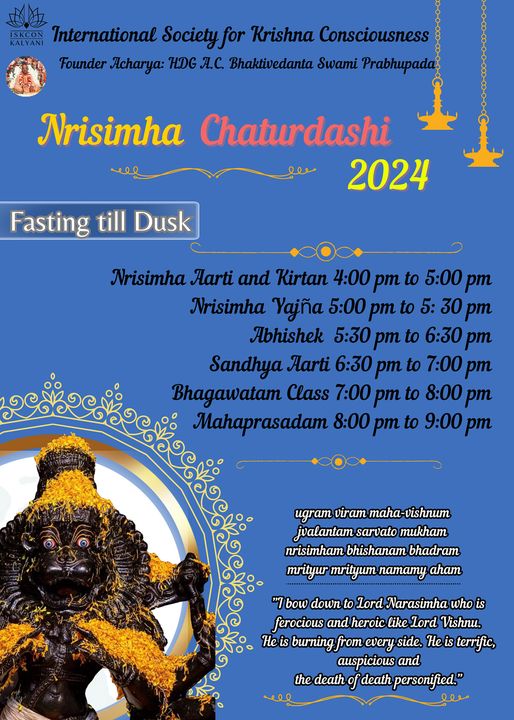 ISKCON
KALYANI
International Society for Krishna Consciousness
Founder Acharya: HDG A.C. Bhaktivedanta Swami Prabhupada
Nrisimha Chaturdashi
2024
Fasting till Dusk
Nrisimha Aarti and Kirtan 4:00 pm to 5:00 pm
Nrisimha Yajña 5:00 pm to 5: 30 pm
Abhishek 5:30 pm to 6:30 pm
Sandhya Aarti 6:30 pm to 7:00 pm
Bhagawatam Class 7:00 pm to 8:00 pm
Mahaprasadam 8:00 pm to 9:00 pm
ugram viram maha-vishnum
jvalantam sarvato mukham
nrisimham bhishanam bhadram
mrityur mrityum namamy aham
"I bow down to Lord Narasimha who is
ferocious and heroic like Lord Vishnu.
He is burning from every side. He is terrific,
auspicious and
the death of death personified."